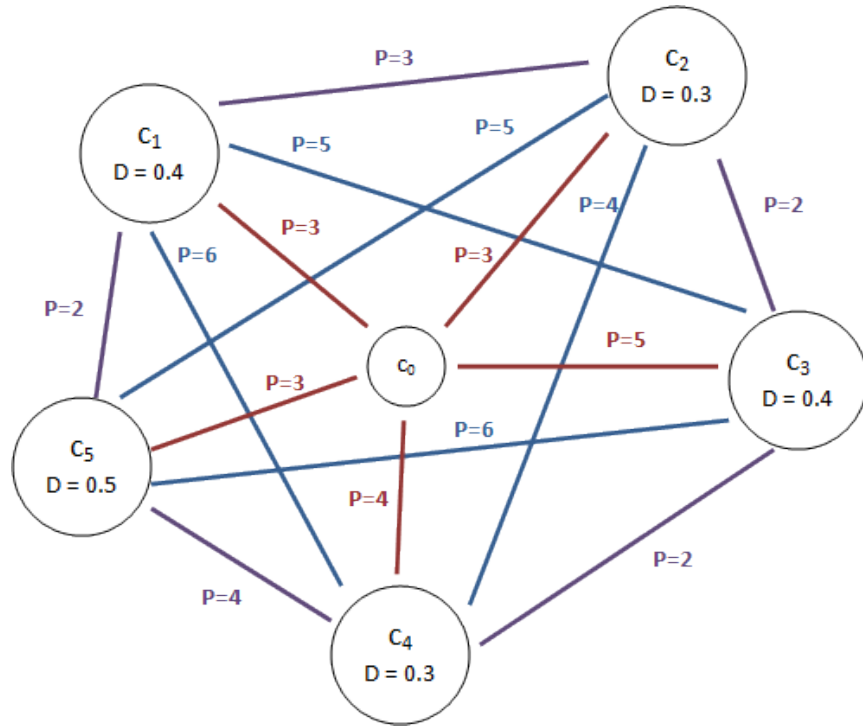 C2
D = 0.3
P=3
C1
D = 0.4
P=5
P=5
P=4
P=2
P=3
P=6
P=3
P=2
P=5
C0
C3
D = 0.4
P=3
C5
D = 0.5
P=6
P=4
P=2
P=4
C4
D = 0.3